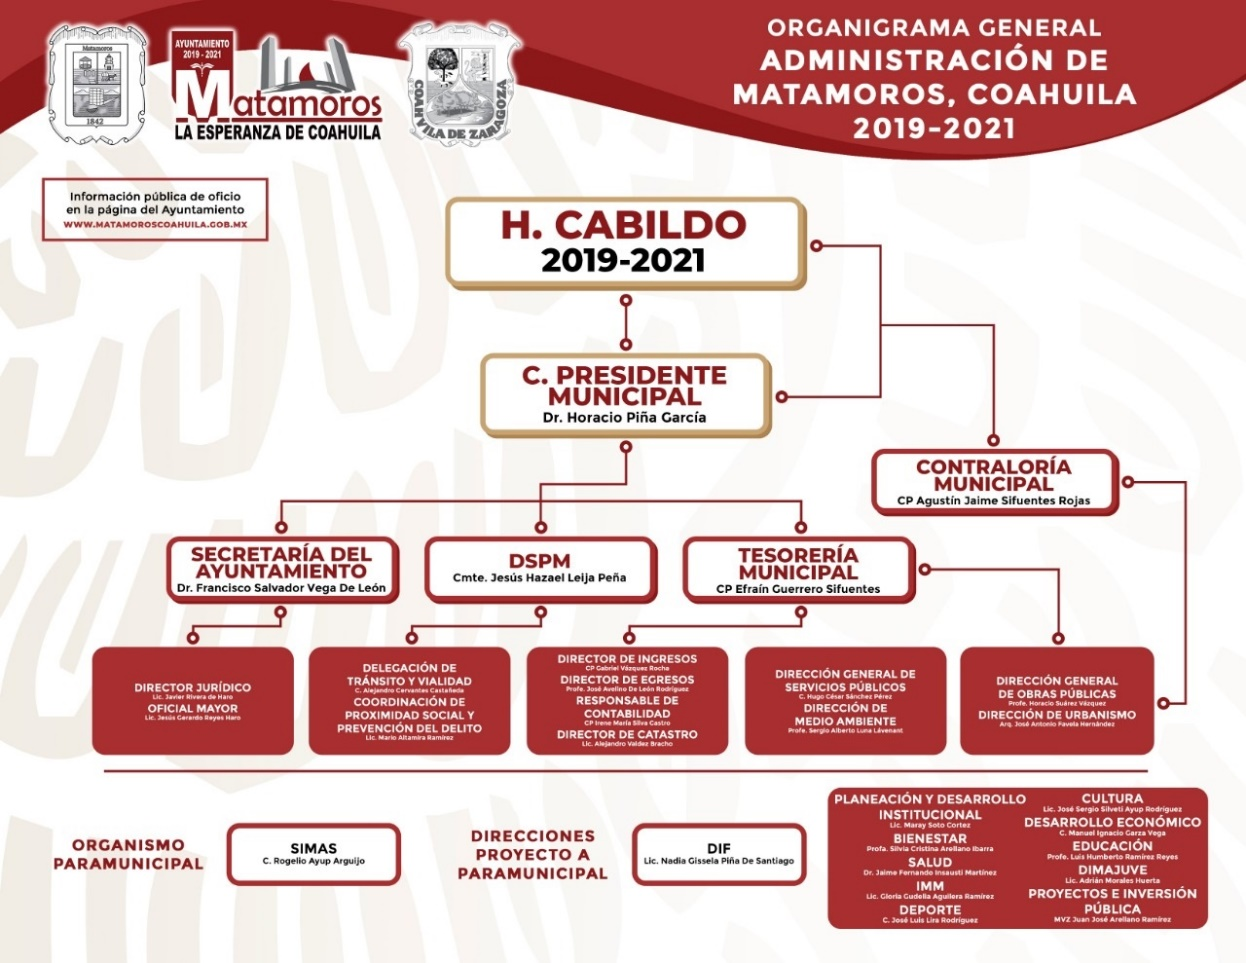 Matamoros
1842
AYUNTAMIENTO
2019 - 2021
Matamoros
LA ESPERANZA DE COAHUILA
COAHVILA DE ZARAGOZA
ORGANIGRAMA GENERAL
ADMINISTRACIÓN DE
MATAMOROS, COAHUILA
2019-2021
Información pública de oficio
en la página del Ayuntamiento
WWW.MATAMOROSCOAHUILA.GOB.MX
H. CABILDO
2019-2021
C. PRESIDENTE
MUNICIPAL
Dr. Horacio Piña García
CONTRALORÍA
MUNICIPAL
CP Agustín Jaime Sifuentes Rojas
SECRETARÍA DEL
AYUNTAMIENTO
Dr. Francisco Salvador Vega De León
DSPM
Cmte. Jesús Hazael Leija Peña
TESORERÍA
MUNICIPAL
CP Efraín Guerrero Sifuentes
DIRECTOR JURÍDICO
Lic. Javier Rivera de Haro
OFICIAL MAYOR
Lic. Jesús Gerardo Reyes Haro
DELEGACIÓN DE
TRÁNSITO Y VIALIDAD
C. Alejandro Cervantes Castañeda
COORDINACIÓN DE
PROXIMIDAD SOCIAL Y
PREVENCIÓN DEL DELITO
Lic. Mario Altamira Ramírez
DIRECTOR DE INGRESOS
CP Gabriel Vázquez Rocha
DIRECTOR DE EGRESOS
Profe. José Avelino De León Rodríguez
RESPONSABLE DE
CONTABILIDAD
CP Irene María Silva Castro
DIRECTOR DE CATASTRO
Lic. Alejandro Valdez Bracho
DIRECCIÓN GENERAL DE
SERVICIOS PÚBLICOS
C. Hugo César Sánchez Pérez
DIRECCIÓN DE
MEDIO AMBIENTE
Profe. Sergio Alberto Luna Lávenant
DIRECCIÓN GENERAL
DE OBRAS PÚBLICAS
Profe. Horacio Suárez Vázquez
DIRECCIÓN DE URBANISMO
Arq. José Antonio Favela Hernández
ORGANISMO
PARAMUNICIPAL
SIMAS
C. Rogelio Ayup Arguijo
DIRECCIONES
PROYECTO A
PARAMUNICIPAL
DIF
Lic. Nadia Gissela Piña De Santiago
PLANEACIÓN Y DESARROLLO
INSTITUCIONAL
Lic. Maray Soto Cortez
BIENESTAR
Profa. Silvia Cristina Arellano Ibarra
SALUD
Dr. Jaime Fernando Insausti Martínez
IMM
Lic. Gloria Gudelia Aguilera Ramírez
DEPORTE
C. José Luis Lira Rodríguez
CULTURA
Lic. José Sergio Silveti Ayup Rodríguez
DESARROLLO ECONÓMICO
C. Manuel Ignacio Garza Vega
EDUCACIÓN
Profe. Luis Humberto Ramírez Reyes
DIMAJUVE
Lic. Adrián Morales Huerta
PROYECTOS E INVERSIÓN
PÚBLICA
MVZ Juan José Arellano Ramírez